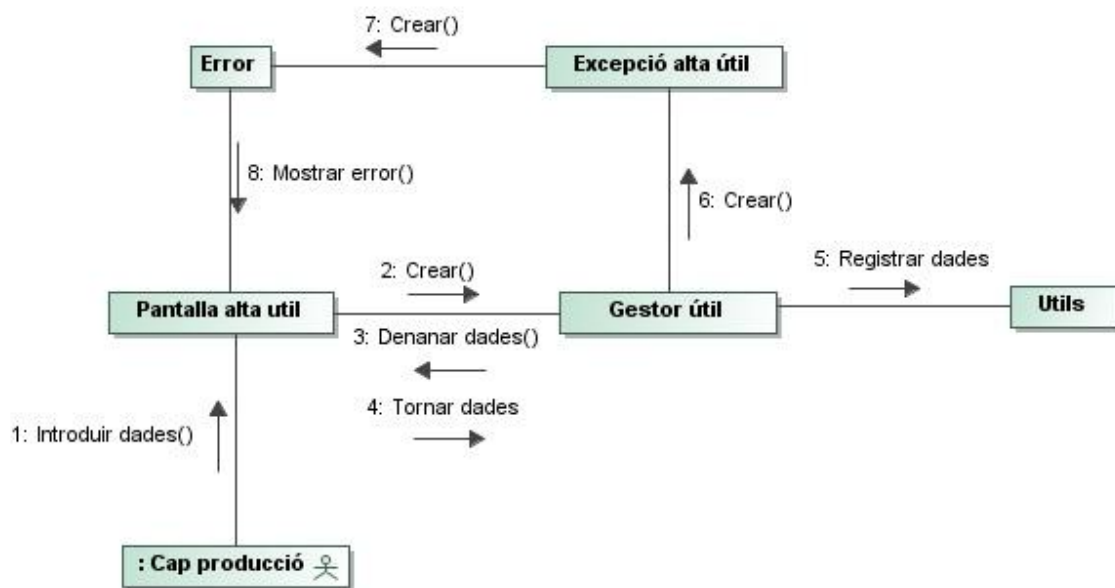 7: Crear()
Error
Excepció alta útil
8: Mostrar error()
6: Crear()
2: Crear()
5: Registrar dades
Pantalla alta util
Gestor útil
Utils
3: Denanar dades()
4: Tornar dades
1: Introduir dades()
: Cap producció